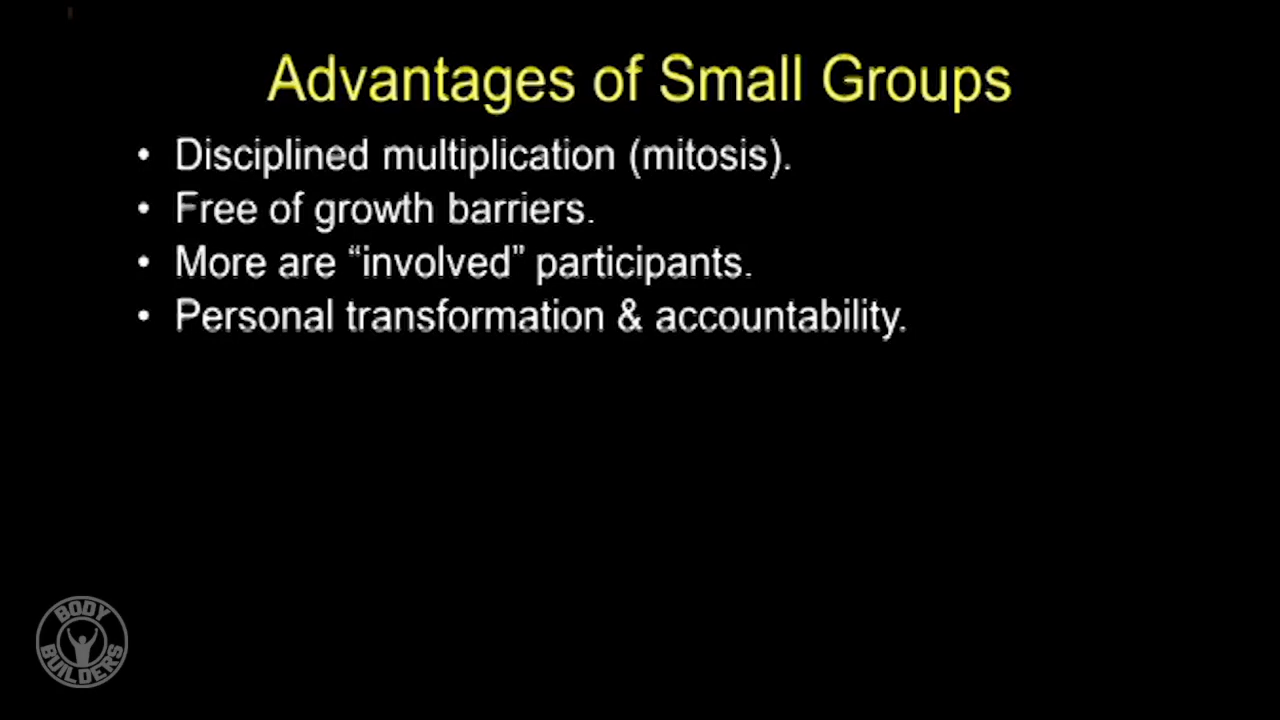 Advantages of Small Groups
• Disciplined multiplication (mitosis).
• Free of growth barriers.
• More are “involved” participants.
• Personal transformation & accountability.
BODY
BUILDERS